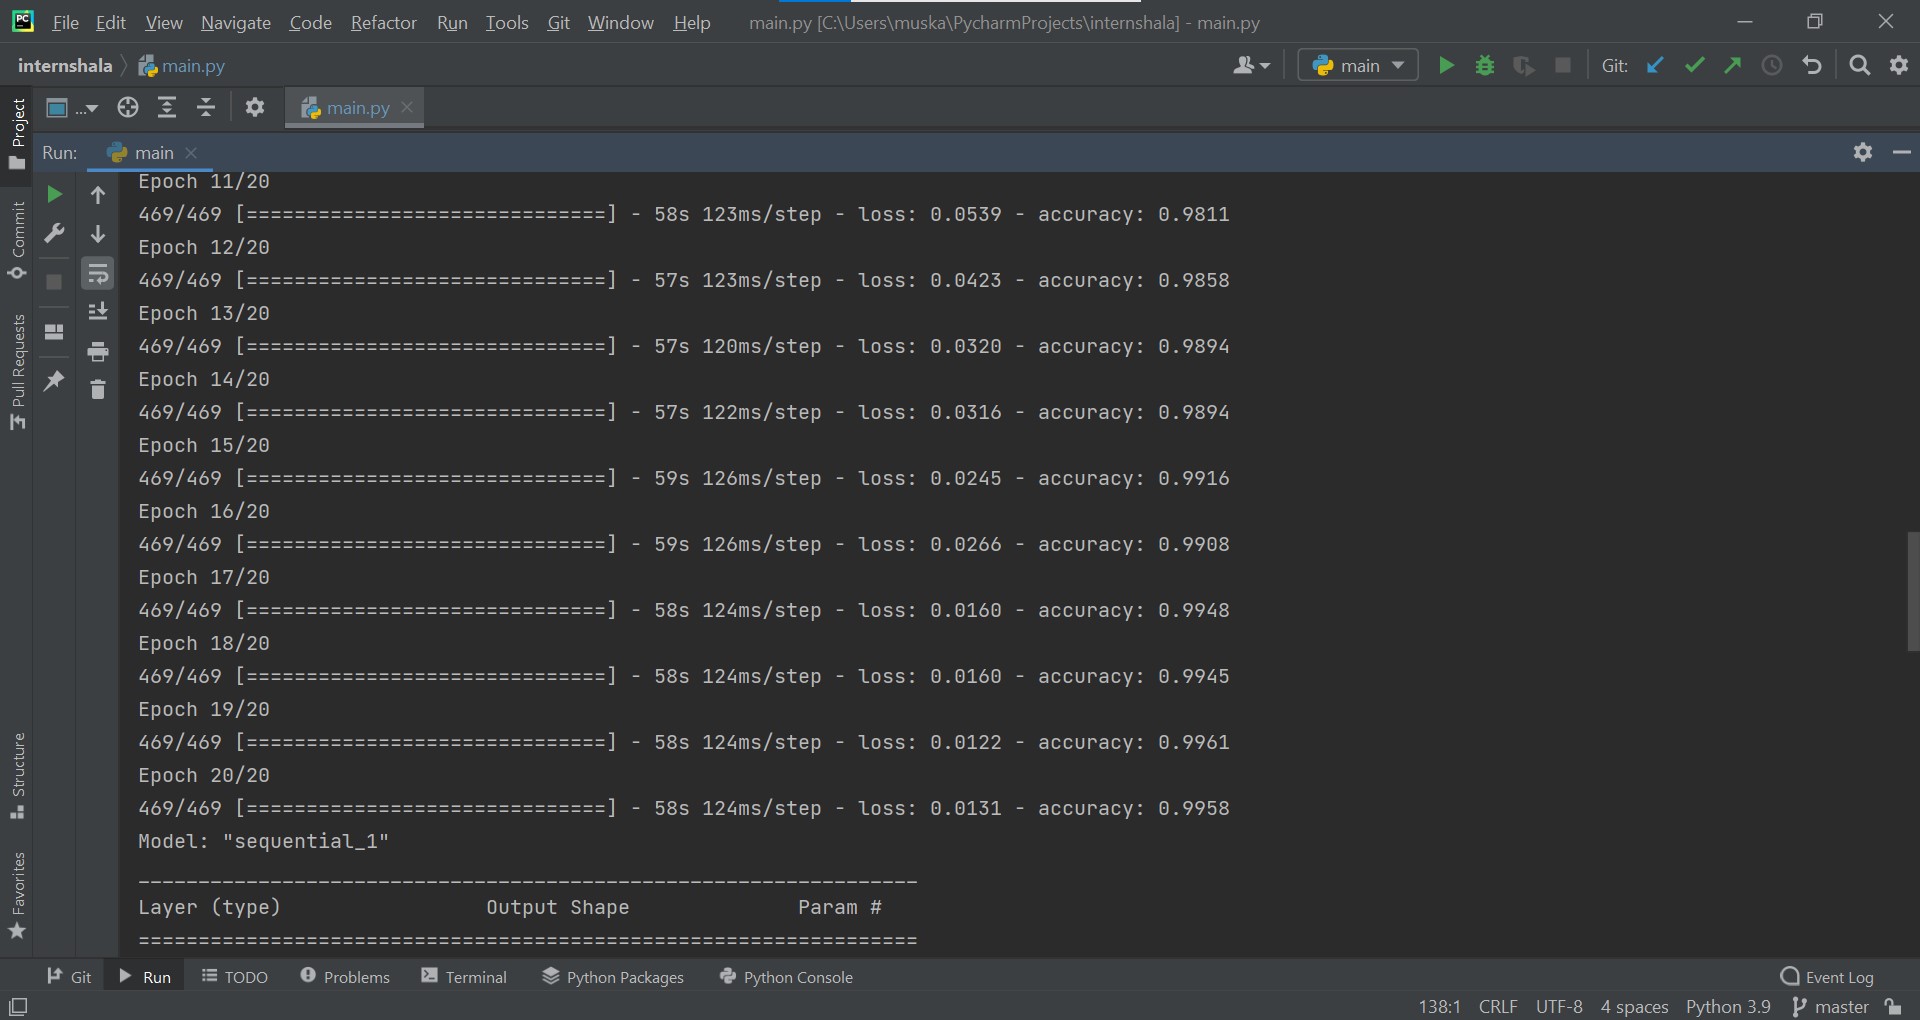 File Edit View Navigate Code Refactor Run Tools Git Window Help main.py [C:\Users\muska\PycharmProjects\internshala] - main.py
internshala main.py main Git:
... main.py
Run: main
Epoch 11/20
469/469 [==============================] - 58s 123ms/step - loss: 0.0539 - accuracy: 0.9811
Epoch 12/20
469/469 [==============================] - 57s 123ms/step - loss: 0.0423 - accuracy: 0.9858
Epoch 13/20
469/469 [==============================] - 57s 120ms/step - loss: 0.0320 - accuracy: 0.9894
Epoch 14/20
469/469 [==============================] - 57s 122ms/step - loss: 0.0316 - accuracy: 0.9894
Epoch 15/20
469/469 [==============================] - 59s 126ms/step - loss: 0.0245 - accuracy: 0.9916
Epoch 16/20
469/469 [==============================] - 59s 126ms/step - loss: 0.0266 - accuracy: 0.9908
Epoch 17/20
469/469 [==============================] - 58s 124ms/step - loss: 0.0160 - accuracy: 0.9948
Epoch 18/20
469/469 [==============================] - 58s 124ms/step - loss: 0.0160 - accuracy: 0.9945
Epoch 19/20
469/469 [==============================] - 58s 124ms/step - loss: 0.0122 - accuracy: 0.9961
Epoch 20/20
469/469 [==============================] - 58s 124ms/step - loss: 0.0131 - accuracy: 0.9958
Model: "sequential_1"
_________________________________________________________________
Layer (type) Output Shape Param #
=================================================================
Project
Commit
Pull Requests
Structure
Favorites
Git Run TODO Problems Terminal Python Packages Python Console Event Log
138:1 CRLF UTF-8 4 spaces Python 3.9 master